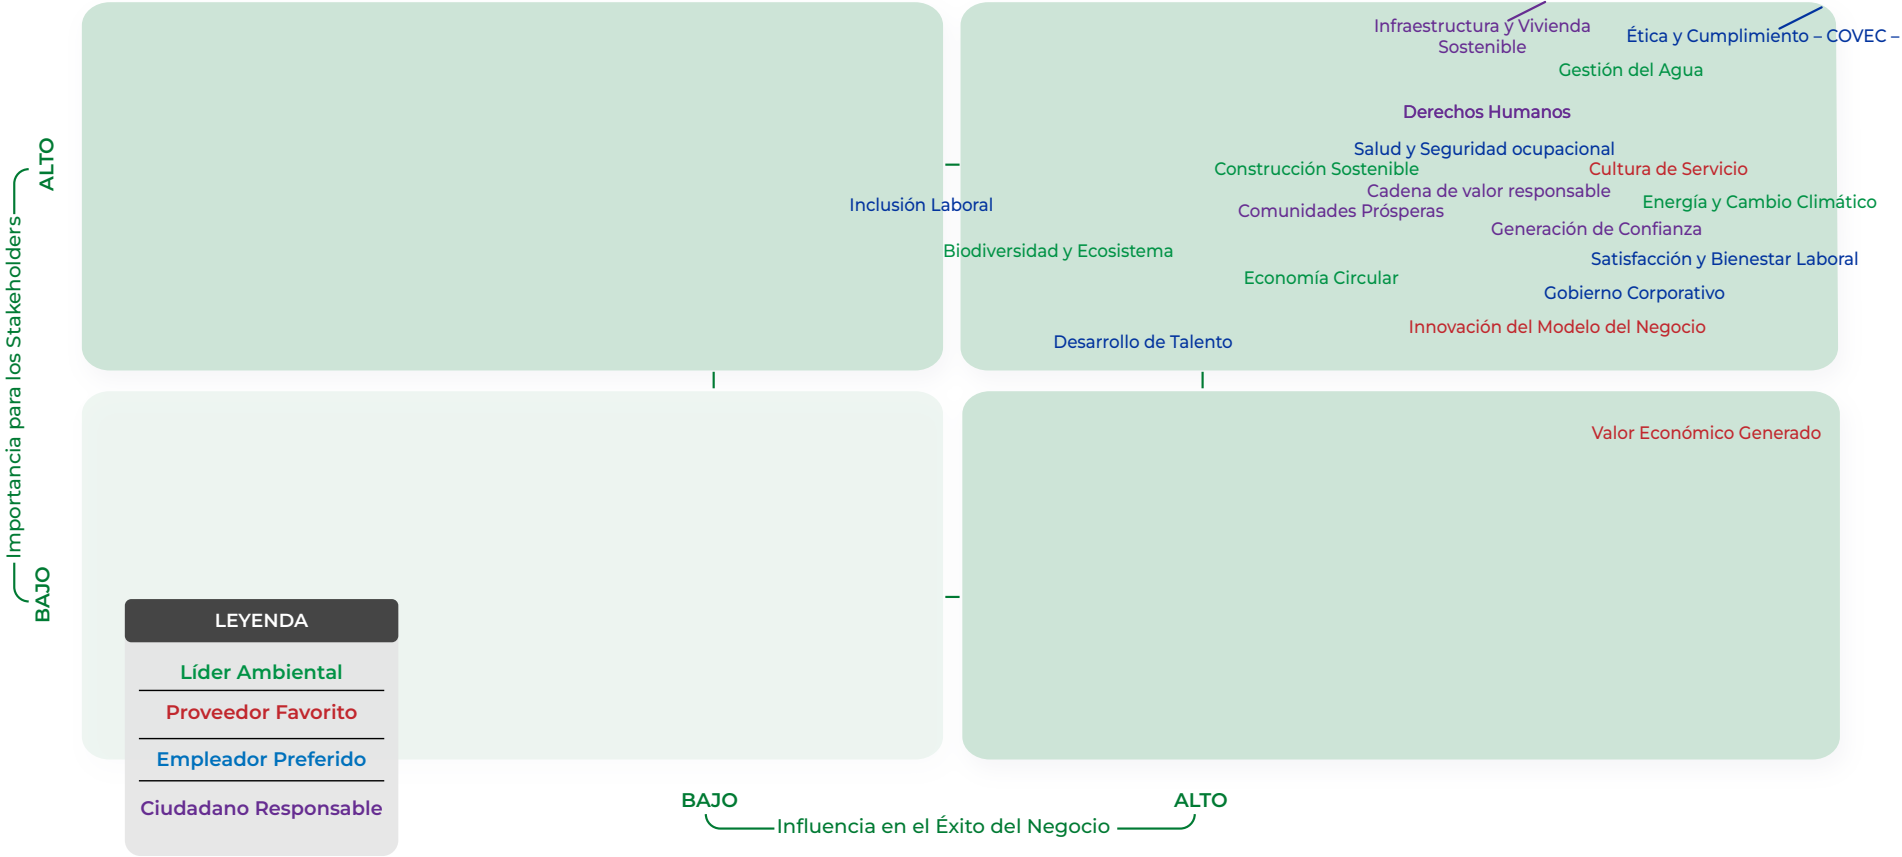 Infraestructura y Vivienda
Sostenible
Ética y Cumplimiento – COVEC –
Gestión del Agua
Derechos Humanos
Salud y Seguridad ocupacional
Construcción Sostenible
Cultura de Servicio
Cadena de valor responsable
Energía y Cambio Climático
Inclusión Laboral
Comunidades Prósperas
Generación de Confianza
Biodiversidad y Ecosistema
Satisfacción y Bienestar Laboral
Economía Circular
Gobierno Corporativo
Innovación del Modelo del Negocio
Desarrollo de Talento
Valor Económico Generado
ALTO
Importancia para los Stakeholders
BAJO
LEYENDA
Líder Ambiental
Proveedor Favorito
Empleador Preferido
Ciudadano Responsable
BAJO
ALTO
Influencia en el Éxito del Negocio